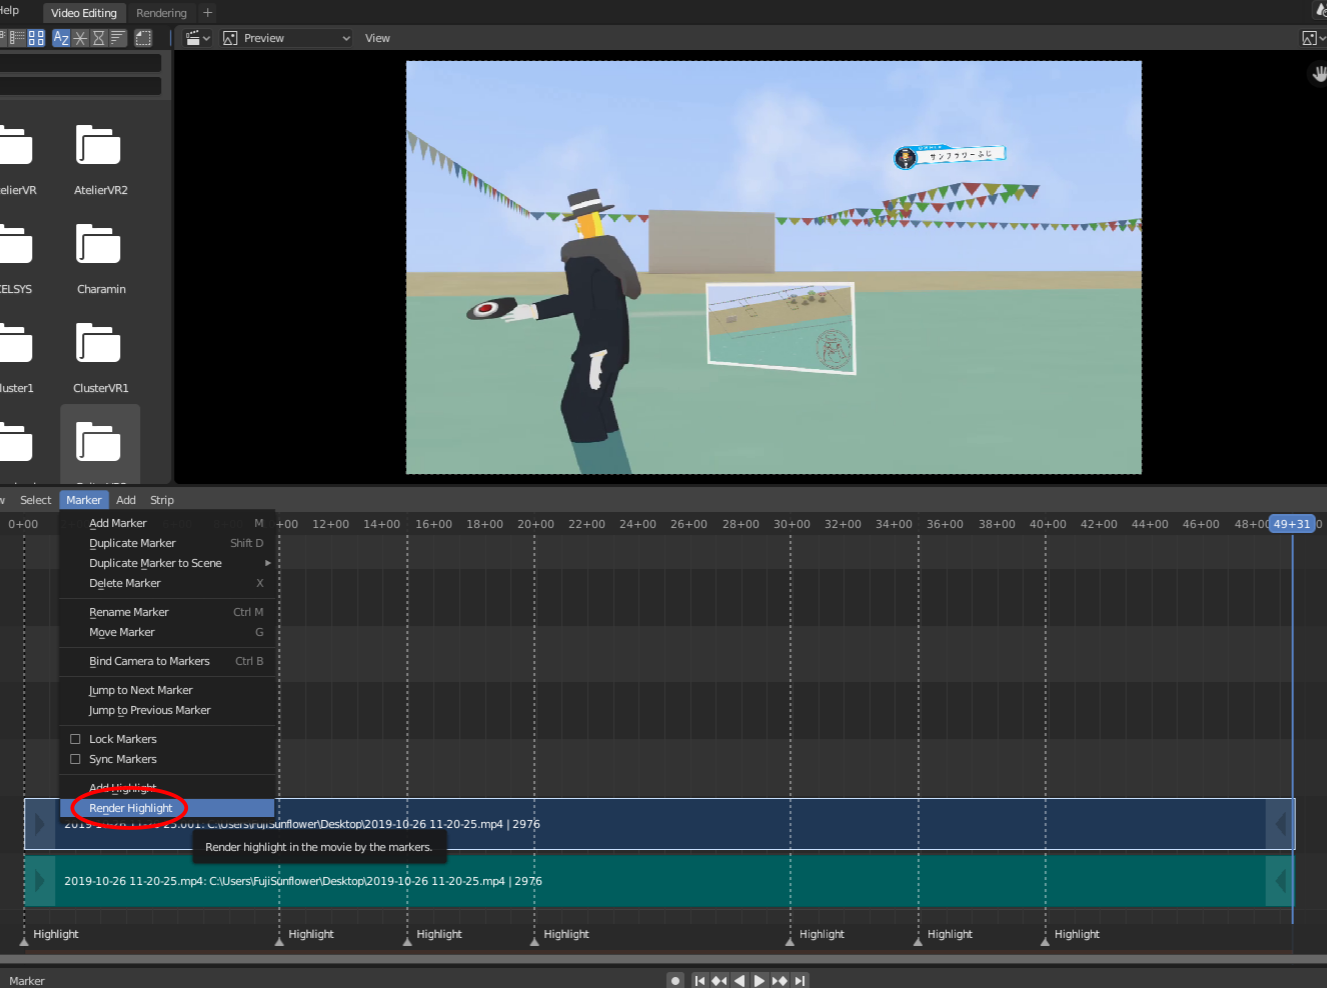 Help
Video Editing
Rendering
Preview
View
elierVR
AtelierVR2
ELSYS
Charamin
luster1
ClusterVR1
サンフラワーふじ
w
Select
Marker
Add
Strip
0+00
+00
12+00
14+00
16+00
18+00
20+00
22+00
24+00
26+00
28+00
30+00
32+00
34+00
36+00
38+00
40+00
42+00
44+00
46+00
48+00
49+31
0
Add Marker M
Duplicate Marker Shift D
Duplicate Marker to Scene
Delete Marker X
Rename Marker Ctrl M
Move Marker G
Bind Camera to Markers Ctrl B
Jump to Next Marker
Jump to Previous Marker
Lock Markers
Sync Markers
Add Highlight
Render Highlight
2019-10-26 11-20-25.001: C:\Users\FujiSunflower\Desktop\2019-10-26 11-20-25.mp4 | 2976
Render highlight in the movie by the markers.
2019-10-26 11-20-25.mp4: C:\Users\FujiSunflower\Desktop\2019-10-26 11-20-25.mp4 | 2976
Highlight
Highlight
Highlight
Highlight
Highlight
Highlight
Highlight
Marker